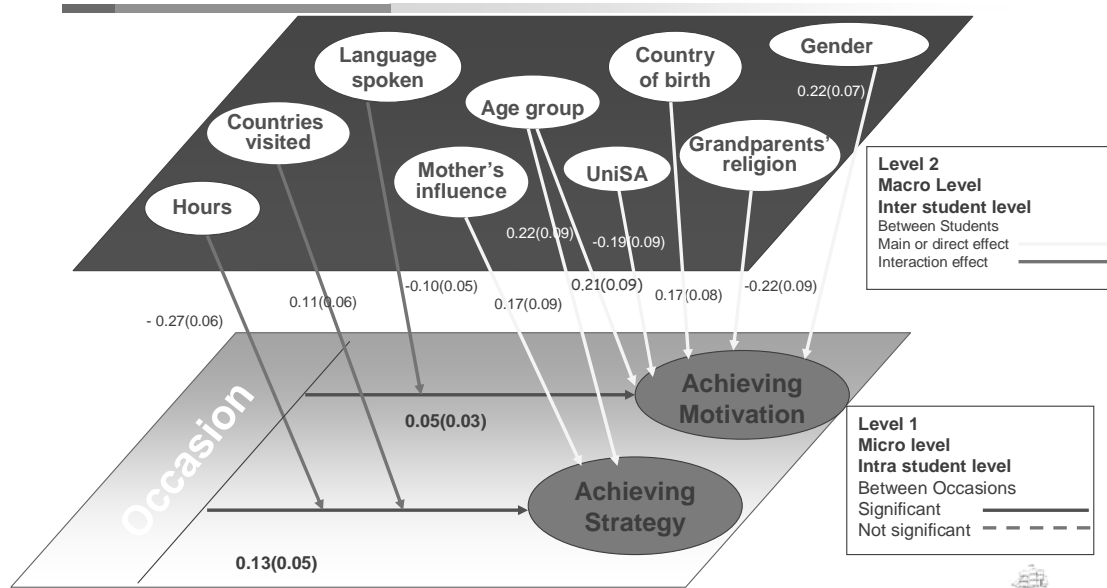 Language
spoken
Country
of birth
Gender
0.22(0.07)
Age group
Countries
visited
Grandparents'
religion
Mother's
influence
UniSA
Hours
Level 2
Macro Level
Inter student level
Between Students
Main or direct effect
Interaction effect
0.22(0.09)
-0.19(0.09)
-0.10(0.05)
0.21(0.09)
0.17(0.08)
-0.22(0.09)
0.11(0.06)
0.17(0.09)
- 0.27(0.06)
Occasion
Achieving
Motivation
0.05(0.03)
Achieving
Strategy
0.13(0.05)
Level 1
Micro level
Intra student level
Between Occasions
Significant
Not significant